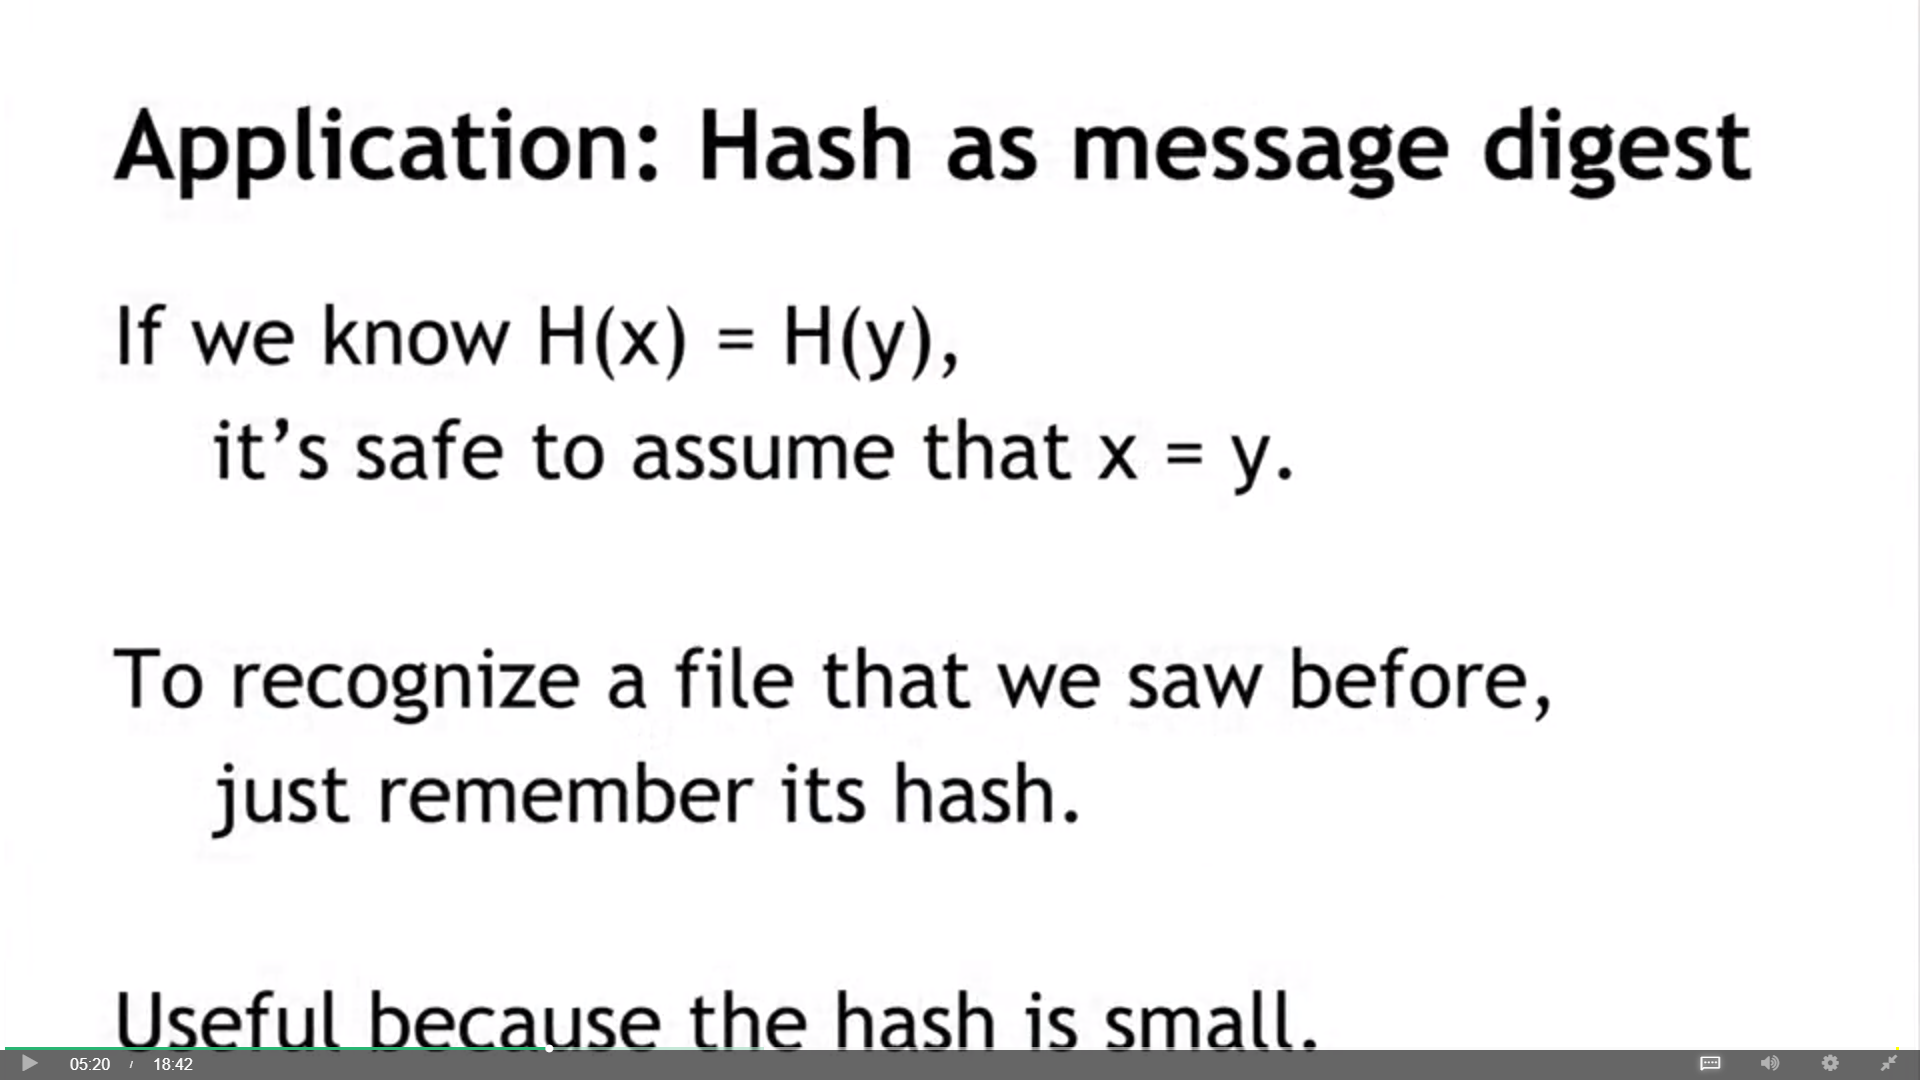 Application: Hash as message digest
If we know H(x) = H(y),
it’s safe to assume that x = y.
To recognize a file that we saw before,
just remember its hash.
Useful because the hash is small.
05:20 / 18:42